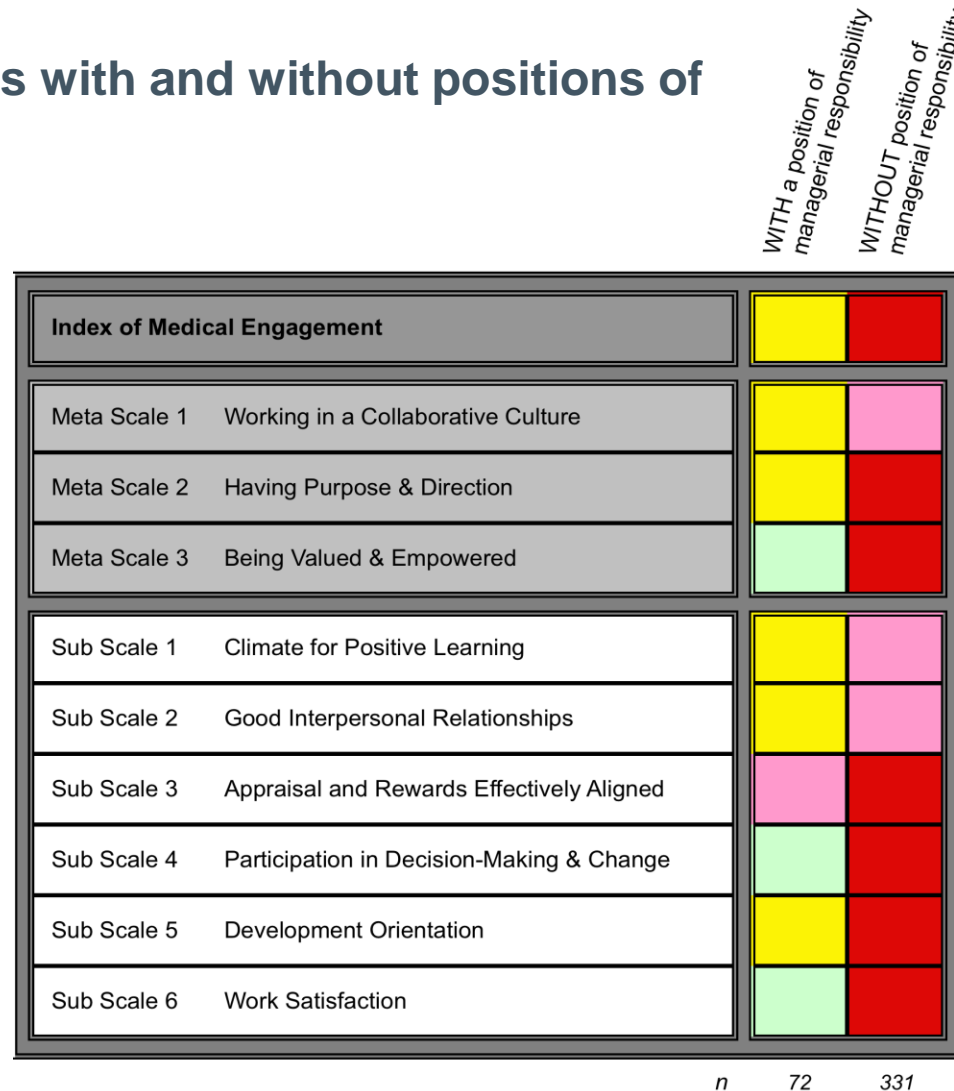 s with and without positions of
WITH a position of
managerial responsibility
WITHOUT position of
managerial responsibility
Index of Medical Engagement
Meta Scale 1 Working in a Collaborative Culture
Meta Scale 2 Having Purpose & Direction
Meta Scale 3 Being Valued & Empowered
Sub Scale 1 Climate for Positive Learning
Sub Scale 2 Good Interpersonal Relationships
Sub Scale 3 Appraisal and Rewards Effectively Aligned
Sub Scale 4 Participation in Decision-Making & Change
Sub Scale 5 Development Orientation
Sub Scale 6 Work Satisfaction
n 72 331